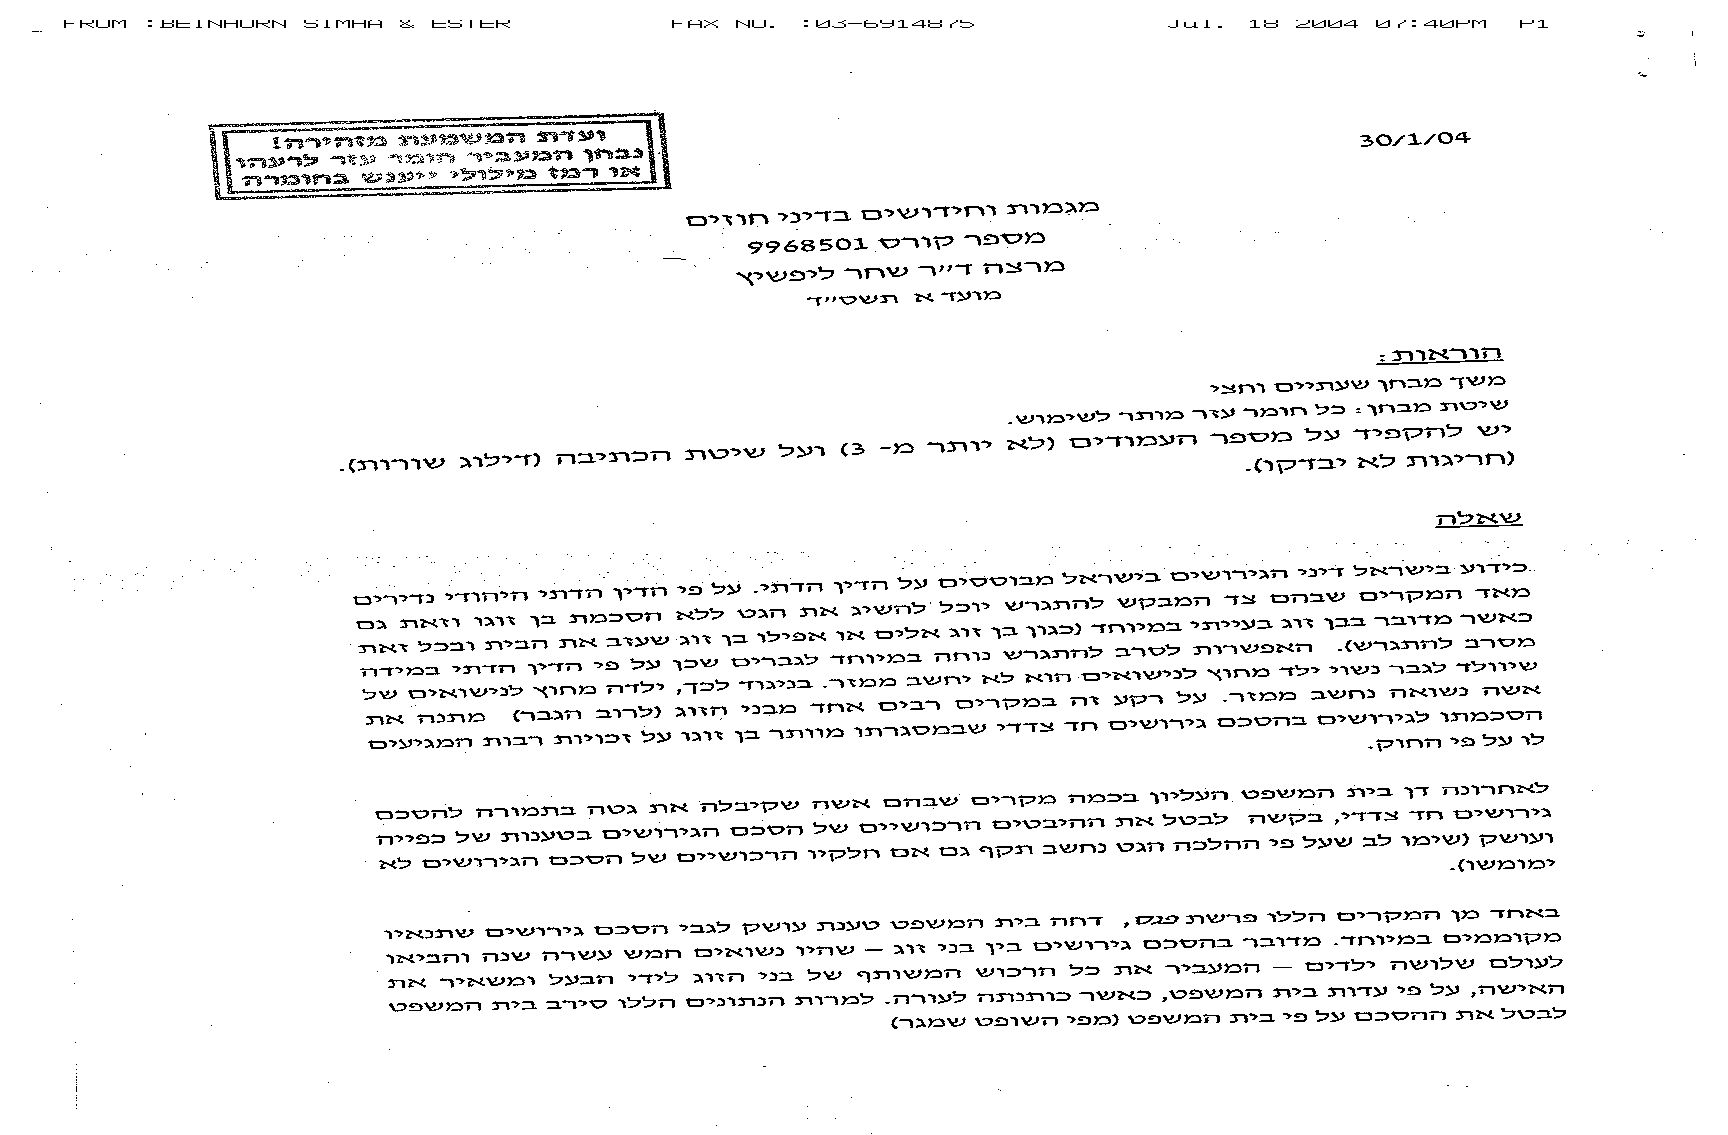 FROM :BEINHORN SIMHA & ESTER FAX NO. :03-6914875 Jul. 18 2004 07:40PM P1
ועדת המשמעת מזהירה!
נבחן המעביר חומר עזר לרעהו
או רמז מילולי ייענש בחומרה
30/1/04
מגמות וחידושים בדיני חוזים
מספר קורס 9968501
מרצה ד״ר שחר ליפשיץ
מועד א תשס״ד
הוראות:
משך מבחן שעתיים וחצי
שיטת מבחן: כל חומר עזר מותר לשימוש.
יש להקפיד על מספר העמודים (לא יותר מ- 3) ועל שיטת הכתיבה (דילוג שורות).
(חריגות לא יבדקו).
שאלה
כידוע בישראל דיני הגירושים בישראל מבוססים על הדין הדתי. על פי הדין הדתי היהודי נדירים
מאד המקרים שבהם צד המבקש להתגרש יוכל להשיג את הגט ללא הסכמת בן זוגו וזאת גם
כאשר מדובר בבן זוג בעייתי במיוחד (כגון בן זוג אלים או אפילו בן זוג שעזב את הבית ובכל זאת
מסרב להתגרש). האפשרות לסרב להתגרש נוחה במיוחד לגברים שכן על פי הדין הדתי במידה
שיוולד לגבר נשוי ילד מחוץ לנישואים הוא לא יחשב ממזר. בניגוד לכך, ילדה מחוץ לנישואים של
אשה נשואה נחשב ממזר. על רקע זה במקרים רבים אחד מבני הזוג (לרוב הגבר) מתנה את
הסכמתו לגירושים בהסכם גירושים חד צדדי שבמסגרתו מוותר בן זוגו על זכויות רבות המגיעים
לו על פי החוק.
לאחרונה דן בית המשפט העליון בכמה מקרים שבהם אשה שקיבלה את גטה בתמורה להסכם
גירושים חד צדדי, בקשה לבטל את ההיבטים הרכושיים של הסכם הגירושים בטענות של כפייה
ועושק (שימו לב שעל פי ההלכה הגט נחשב תקף גם אם חלקיו הרכושיים של הסכם הגירושים לא
ימומשו).
באחד מן המקרים הללו פרשת פנס, דחה בית המשפט טענת עושק לגבי הסכם גירושים שתנאיו
מקוממים במיוחד. מדובר בהסכם גירושים בין בני זוג – שהיו נשואים חמש עשרה שנה והביאו
לעולם שלושה ילדים – המעביר את כל הרכוש המשותף של בני הזוג לידי הבעל ומשאיר את
האישה, על פי עדות בית המשפט, כאשר כותנתה לעורה. למרות הנתונים הללו סירב בית המשפט
לבטל את ההסכם על פי בית המשפט (מפי השופט שמגר)